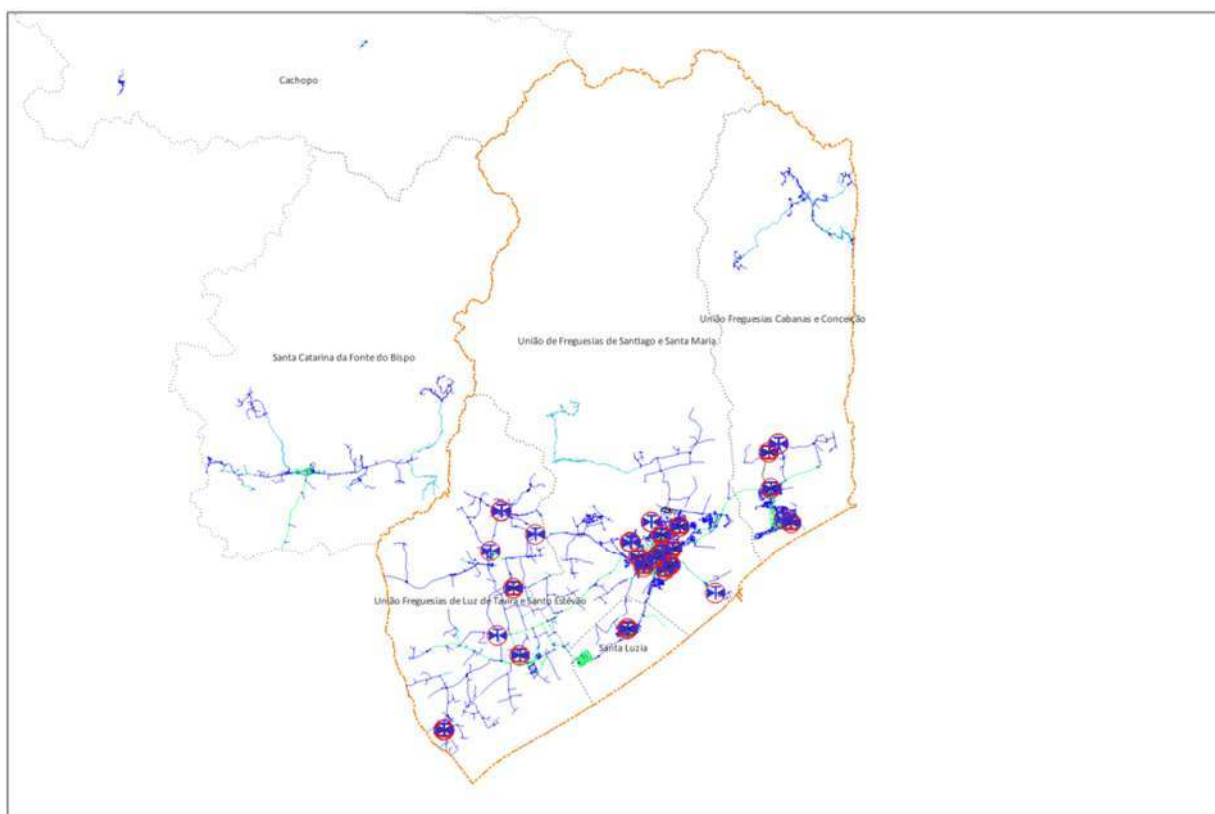 Cachopo
União Freguesias Cabanas e Conceição
União de Freguesias de Santiago e Santa Maria
Santa Catarina da Fonte do Bispo
União Freguesias de Luz de Tavira e Santo Estevão
Santa Luzia